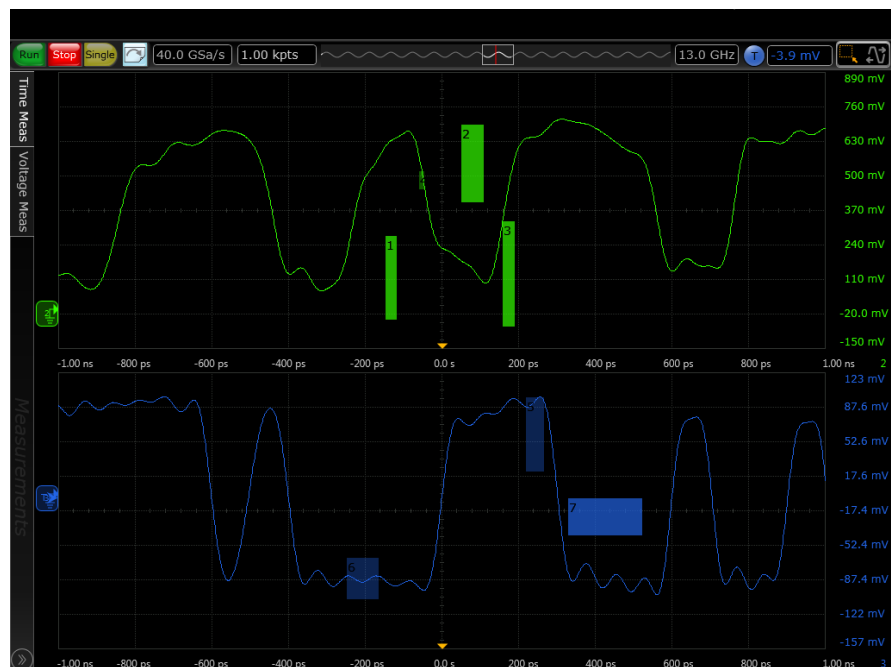 Run Stop Single 40.0 GSa/s 1.00 kpts 13.0 GHz T -3.9 mV
Time Meas
Voltage Meas
Measurements
890 mV
760 mV
630 mV
500 mV
370 mV
240 mV
110 mV
-20.0 mV
-150 mV
2
1
3
2
-1.00 ns -800 ps -600 ps -400 ps -200 ps 0.0 s 200 ps 400 ps 600 ps 800 ps 1.00 ns 2
123 mV
87.6 mV
52.6 mV
17.6 mV
-17.4 mV
-52.4 mV
-87.4 mV
-122 mV
-157 mV
5
7
6
-1.00 ns -800 ps -600 ps -400 ps -200 ps 0.0 s 200 ps 400 ps 600 ps 800 ps 1.00 ns 3